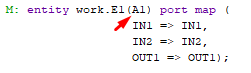 M: entity work.E1(A1) port map (
IN1 => IN1,
IN2 => IN2,
OUT1 => OUT1);